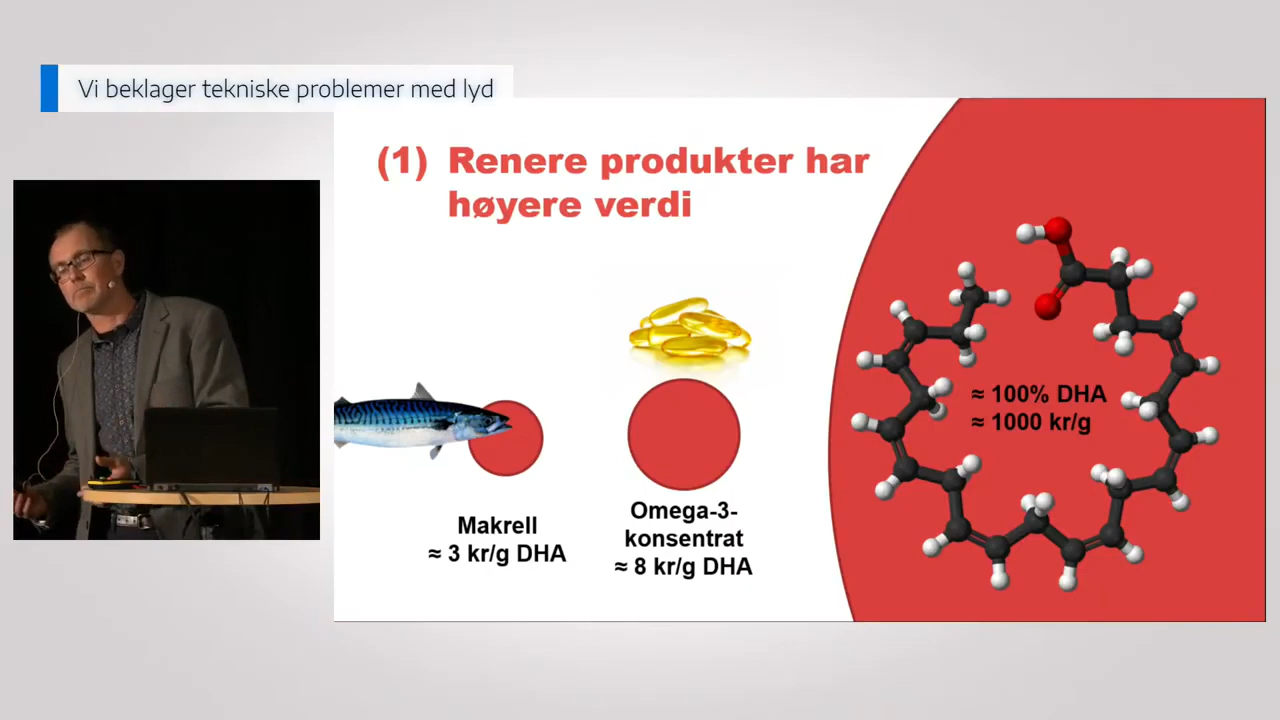 Vi beklager tekniske problemer med lyd
(1) Renere produkter har
høyere verdi
≈ 100% DHA
≈ 1000 kr/g
Makrell
≈ 3 kr/g DHA
Omega-3-
konsentrat
≈ 8 kr/g DHA